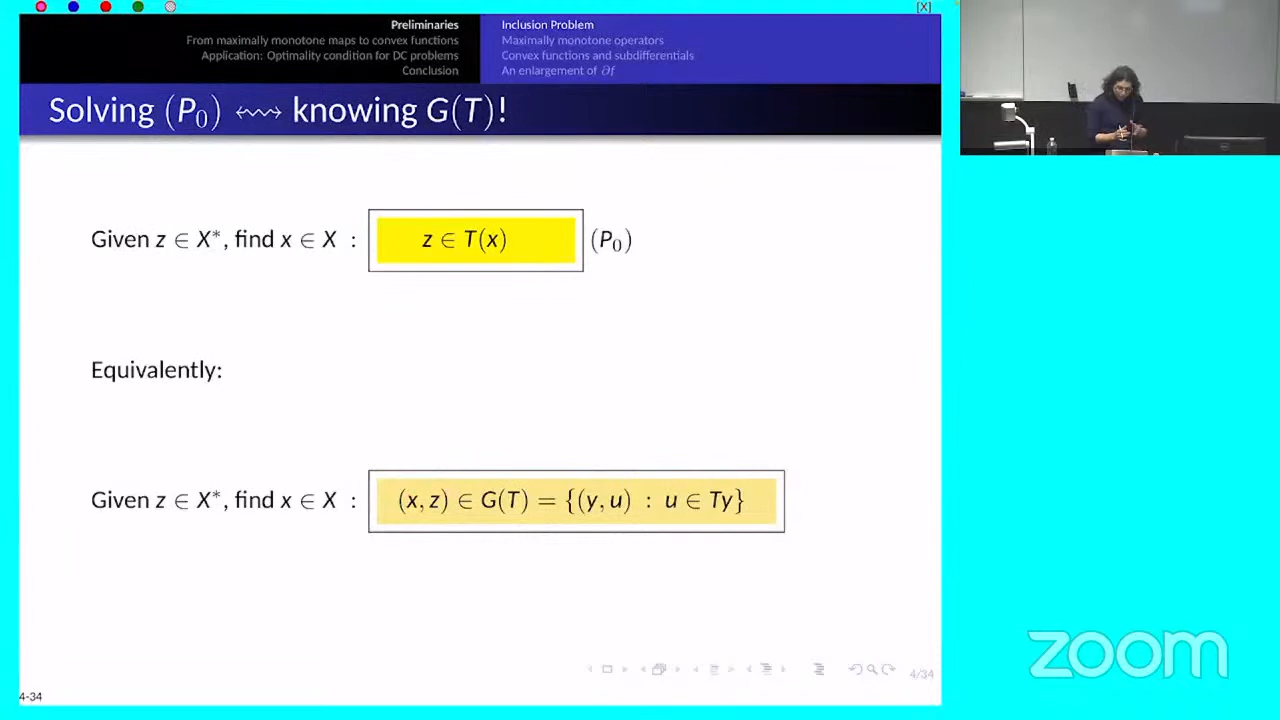 [X]
Preliminaries
From maximally monotone maps to convex functions
Application: Optimality condition for DC problems
Conclusion
Inclusion Problem
Maximally monotone operators
Convex functions and subdifferentials
An enlargement of ∂f
Solving (P₀) ↭ knowing G(T)!
Given z ∈ X*, find x ∈ X : z ∈ T(x) (P₀)
Equivalently:
Given z ∈ X*, find x ∈ X : (x, z) ∈ G(T) = {(y, u) : u ∈ Ty}
4/34
4-34
zoom